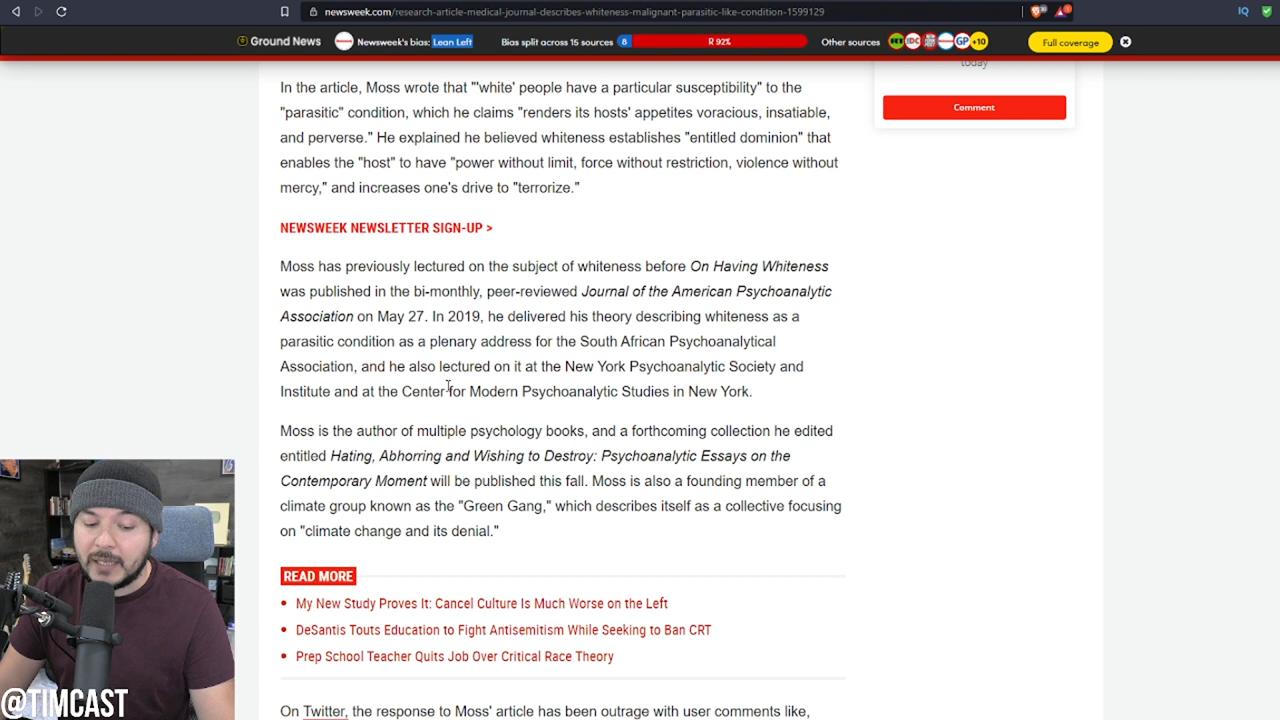 newsweek.com/research-article-medical-journal-describes-whiteness-malignant-parasitic-like-condition-1599129
IQ
Ground News
Newsweek's bias: Lean Left
Bias split across 15 sources
8
R 92%
Other sources
GP
+10
Full coverage
today
Comment
In the article, Moss wrote that "'white' people have a particular susceptibility" to the
"parasitic" condition, which he claims "renders its hosts' appetites voracious, insatiable,
and perverse." He explained he believed whiteness establishes "entitled dominion" that
enables the "host" to have "power without limit, force without restriction, violence without
mercy," and increases one's drive to "terrorize."
NEWSWEEK NEWSLETTER SIGN-UP >
Moss has previously lectured on the subject of whiteness before On Having Whiteness
was published in the bi-monthly, peer-reviewed Journal of the American Psychoanalytic
Association on May 27. In 2019, he delivered his theory describing whiteness as a
parasitic condition as a plenary address for the South African Psychoanalytical
Association, and he also lectured on it at the New York Psychoanalytic Society and
Institute and at the Center for Modern Psychoanalytic Studies in New York.
Moss is the author of multiple psychology books, and a forthcoming collection he edited
entitled Hating, Abhorring and Wishing to Destroy: Psychoanalytic Essays on the
Contemporary Moment will be published this fall. Moss is also a founding member of a
climate group known as the "Green Gang," which describes itself as a collective focusing
on "climate change and its denial."
READ MORE
My New Study Proves It: Cancel Culture Is Much Worse on the Left
DeSantis Touts Education to Fight Antisemitism While Seeking to Ban CRT
Prep School Teacher Quits Job Over Critical Race Theory
On Twitter, the response to Moss' article has been outrage with user comments like,
@TIMCAST